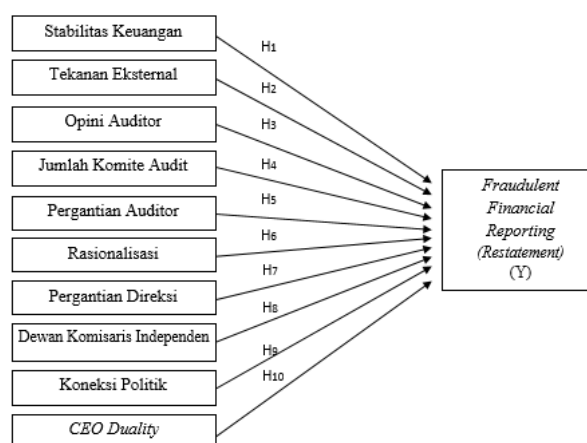 Stabilitas Keuangan
H1
Tekanan Eksternal
H2
Opini Auditor
H3
Jumlah Komite Audit
H4
Pergantian Auditor
H5
Rasionalisasi
H6
Pergantian Direksi
H7
Dewan Komisaris Independen
H8
Koneksi Politik
H9
CEO Duality
H10
Fraudulent
Financial
Reporting
(Restatement)
(Y)